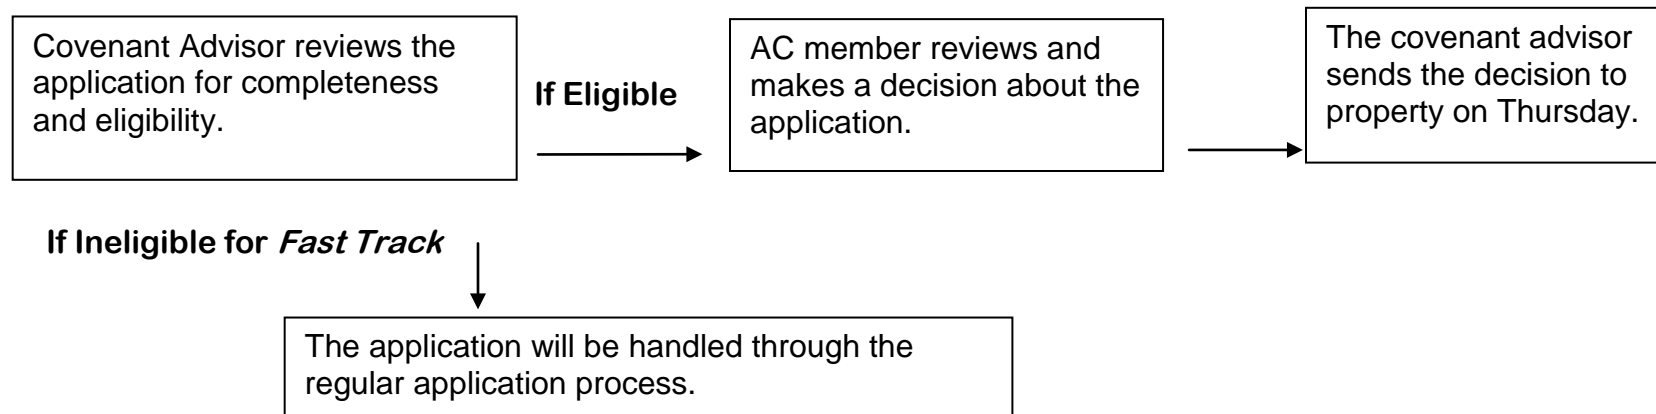 Covenant Advisor reviews the
application for completeness
and eligibility.
If Eligible
AC member reviews and
makes a decision about the
application.
The covenant advisor
sends the decision to
property on Thursday.
If Ineligible for Fast Track
The application will be handled through the
regular application process.